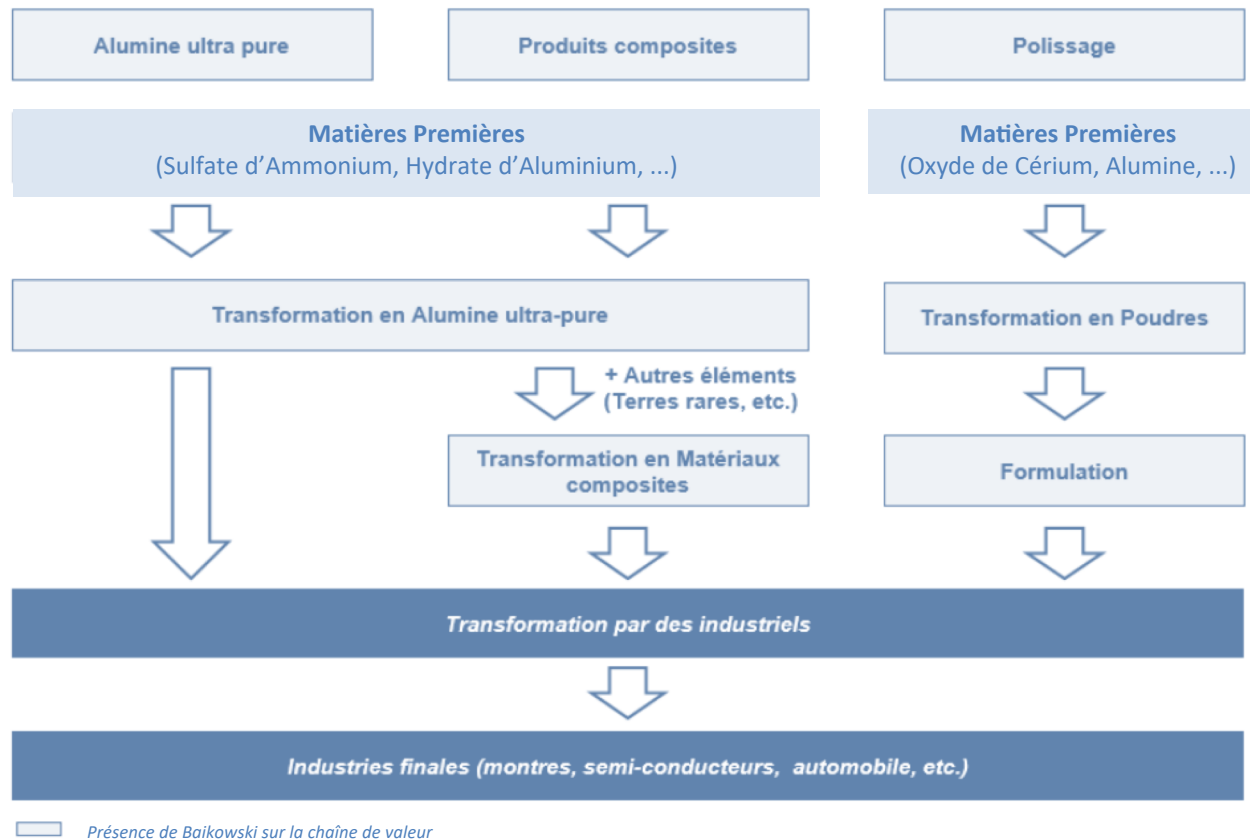 Alumine ultra pure
Produits composites
Polissage
Matières Premières
(Sulfate d’Ammonium, Hydrate d’Aluminium, ...)
Matières Premières
(Oxyde de Cérium, Alumine, ...)
Transformation en Alumine ultra-pure
Transformation en Poudres
+ Autres éléments
(Terres rares, etc.)
Transformation en Matériaux
composites
Formulation
Transformation par des industriels
Industries finales (montres, semi-conducteurs, automobile, etc.)
Présence de Baikowski sur la chaîne de valeur